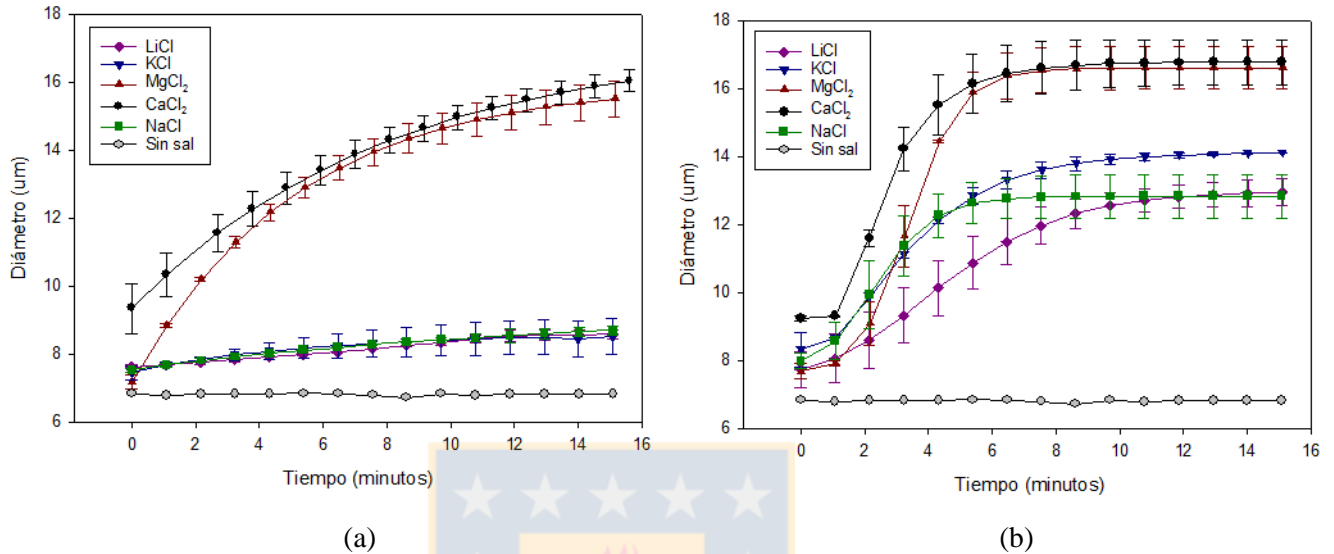 18
16
14
12
10
8
6
Diámetro (um)
LiCl
KCl
MgCl₂
CaCl₂
NaCl
Sin sal
0 2 4 6 8 10 12 14 16
Tiempo (minutos)
(a)
18
16
14
12
10
8
6
Diámetro (um)
LiCl
KCl
MgCl₂
CaCl₂
NaCl
Sin sal
0 2 4 6 8 10 12 14 16
Tiempo (minutos)
(b)